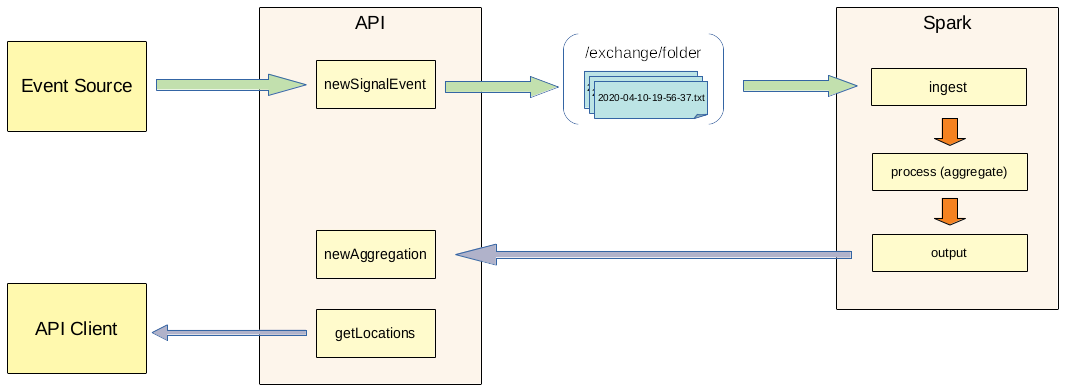 API
Spark
Event Source
newSignalEvent
/exchange/folder
2020-04-10-19-56-37.txt
ingest
process (aggregate)
newAggregation
output
API Client
getLocations